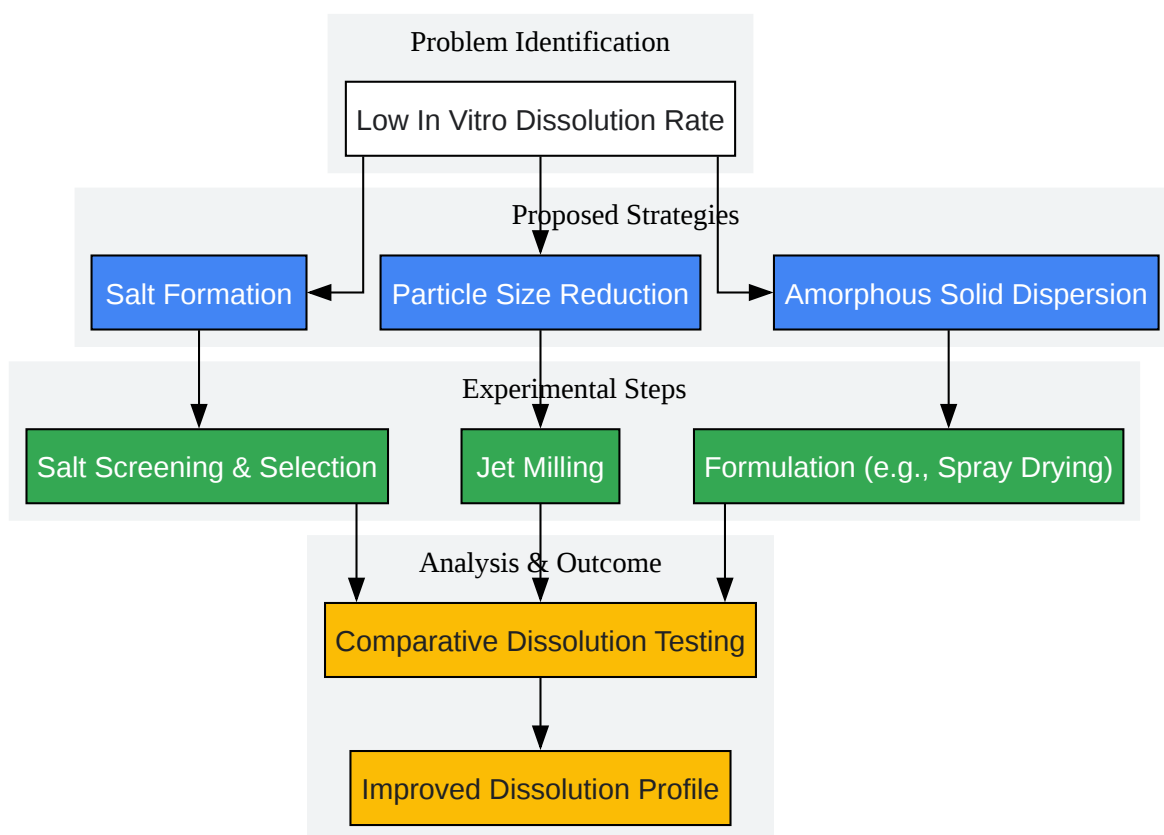 Problem Identification
Low In Vitro Dissolution Rate
Proposed Strategies
Salt Formation
Particle Size Reduction
Amorphous Solid Dispersion
Experimental Steps
Salt Screening & Selection
Jet Milling
Formulation (e.g., Spray Drying)
Analysis & Outcome
Comparative Dissolution Testing
Improved Dissolution Profile